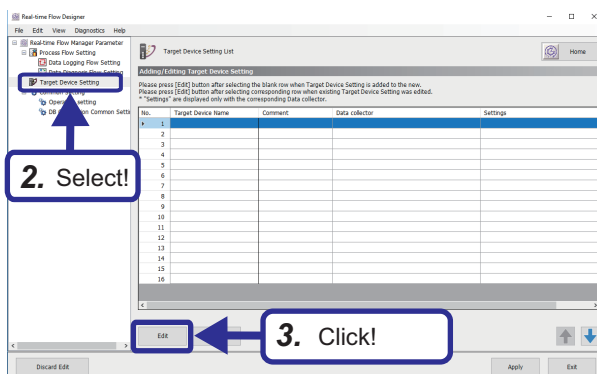 Real-time Flow Designer
File Edit View Diagnostics Help
Real-time Flow Manager Parameter
Process Flow Setting
Data Logging Flow Setting
Data Diagnosis Flow Setting
Target Device Setting
Common Setting
Target Device Setting List
Home
Adding/Editing Target Device Setting
Please press [Edit] button after selecting the blank row when Target Device Setting is added to the new.
Please press [Edit] button after selecting corresponding row when existing Target Device Setting was edited.
* "Settings" are displayed only with the corresponding Data collector.
No. Target Device Name Comment Data collector Settings
1
2
3
4
5
6
7
8
9
10
11
12
13
14
15
16
2. Select!
Edit
3. Click!
Discard Edit
Apply
Exit